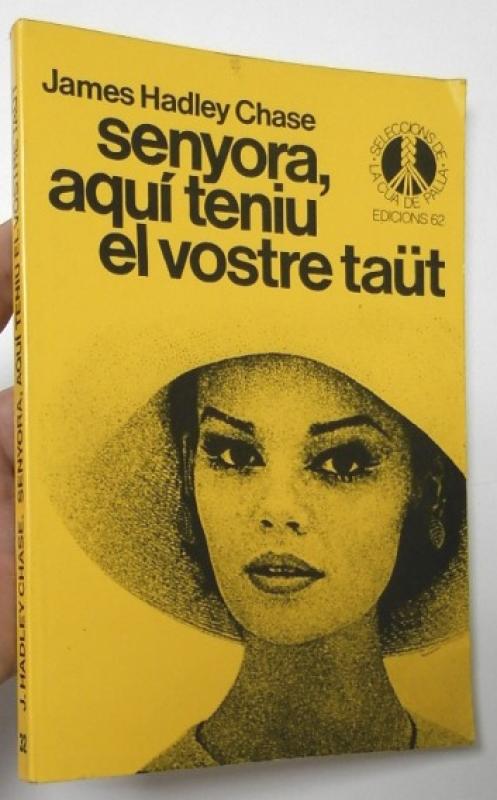 James Hadley Chase
senyora,
aquí teniu
el vostre taüt
SELECCIONS DE
LA CUA DE PALLA
EDICIONS 62
J. HADLEY CHASE. SENYORA, AQUÍ TENIU EL VOSTRE TAÜT